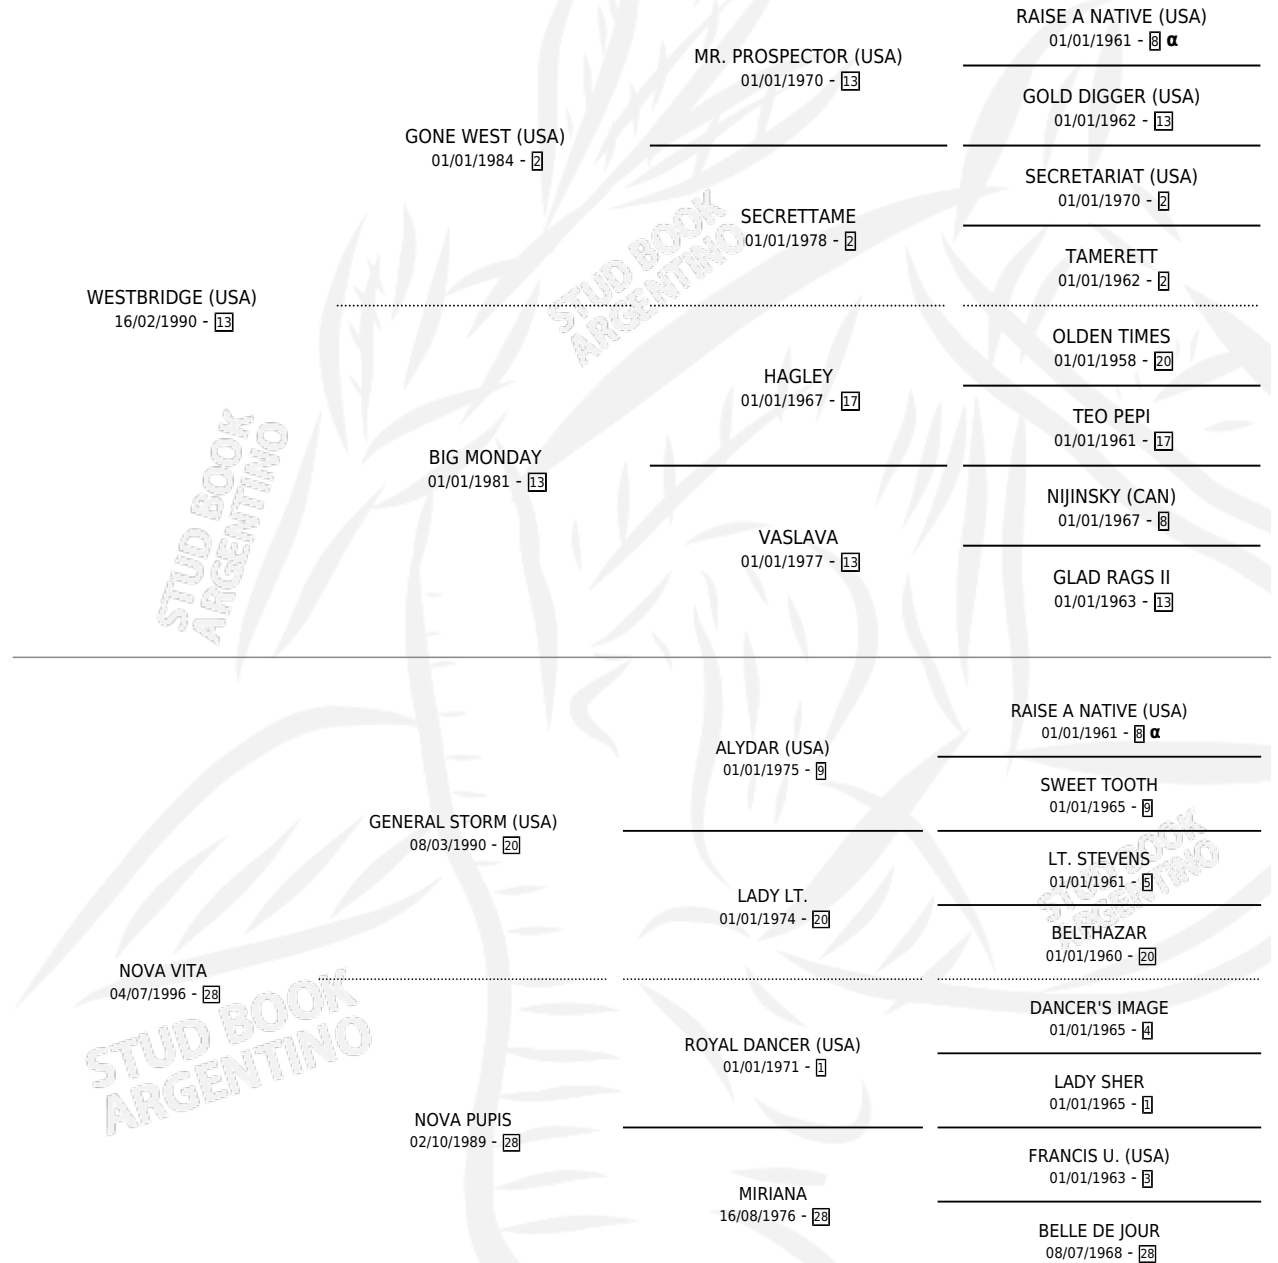 RAISE A NATIVE (USA)
01/01/1961 - 8 α
MR. PROSPECTOR (USA)
01/01/1970 - 13
GOLD DIGGER (USA)
01/01/1962 - 13
GONE WEST (USA)
01/01/1984 - 2
SECRETARIAT (USA)
01/01/1970 - 2
SECRETTAME
01/01/1978 - 2
TAMERETT
01/01/1962 - 2
WESTBRIDGE (USA)
16/02/1990 - 13
OLDEN TIMES
01/01/1958 - 20
HAGLEY
01/01/1967 - 17
TEO PEPI
01/01/1961 - 17
BIG MONDAY
01/01/1981 - 13
NIJINSKY (CAN)
01/01/1967 - 8
VASLAVA
01/01/1977 - 13
GLAD RAGS II
01/01/1963 - 13
RAISE A NATIVE (USA)
01/01/1961 - 8 α
ALYDAR (USA)
01/01/1975 - 9
SWEET TOOTH
01/01/1965 - 9
GENERAL STORM (USA)
08/03/1990 - 20
LT. STEVENS
01/01/1961 - 5
LADY LT.
01/01/1974 - 20
BELTHAZAR
01/01/1960 - 20
NOVA VITA
04/07/1996 - 28
DANCER'S IMAGE
01/01/1965 - 4
ROYAL DANCER (USA)
01/01/1971 - 1
LADY SHER
01/01/1965 - 1
NOVA PUPIS
02/10/1989 - 28
FRANCIS U. (USA)
01/01/1963 - 3
MIRIANA
16/08/1976 - 28
BELLE DE JOUR
08/07/1968 - 28
STUD BOOK
ARGENTINO
STUD BOOK
ARGENTINO
STUD BOOK
ARGENTINO
STUD BOOK
ARGENTINO